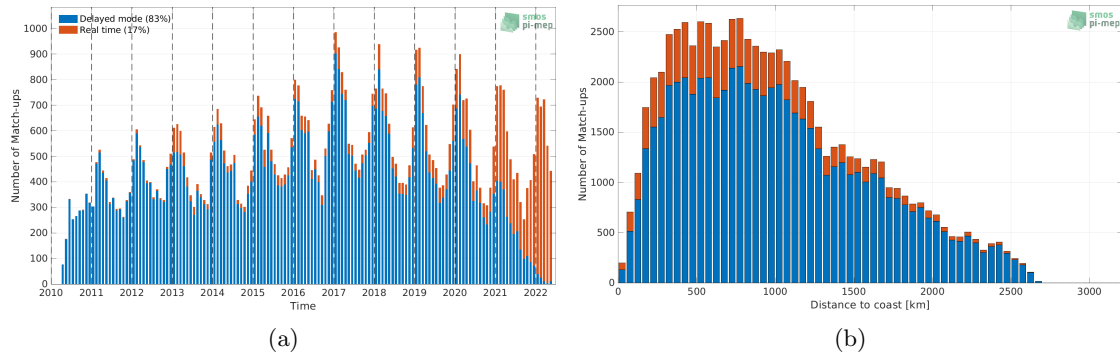 Delayed mode (83%)
Real time (17%)
smos
pi-mep
Number of Match-ups
1000
900
800
700
600
500
400
300
200
100
0
2010 2011 2012 2013 2014 2015 2016 2017 2018 2019 2020 2021 2022
Time
(a)
smos
pi-mep
Number of Match-ups
2500
2000
1500
1000
500
0
0 500 1000 1500 2000 2500 3000
Distance to coast [km]
(b)